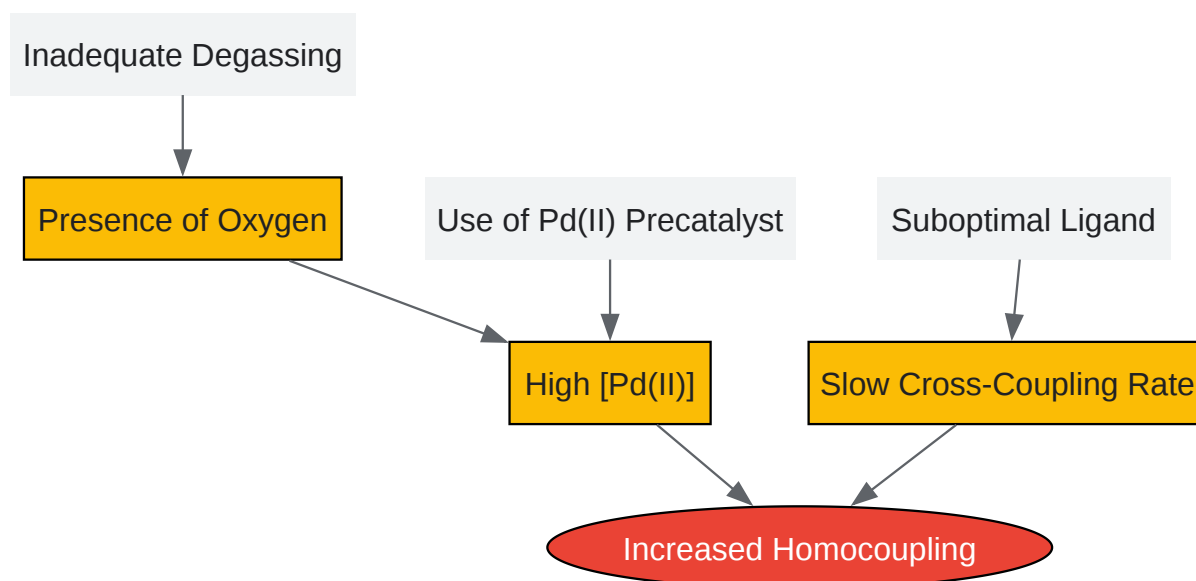 Inadequate Degassing
Presence of Oxygen
Use of Pd(II) Precatalyst
Suboptimal Ligand
High [Pd(II)]
Slow Cross-Coupling Rate
Increased Homocoupling